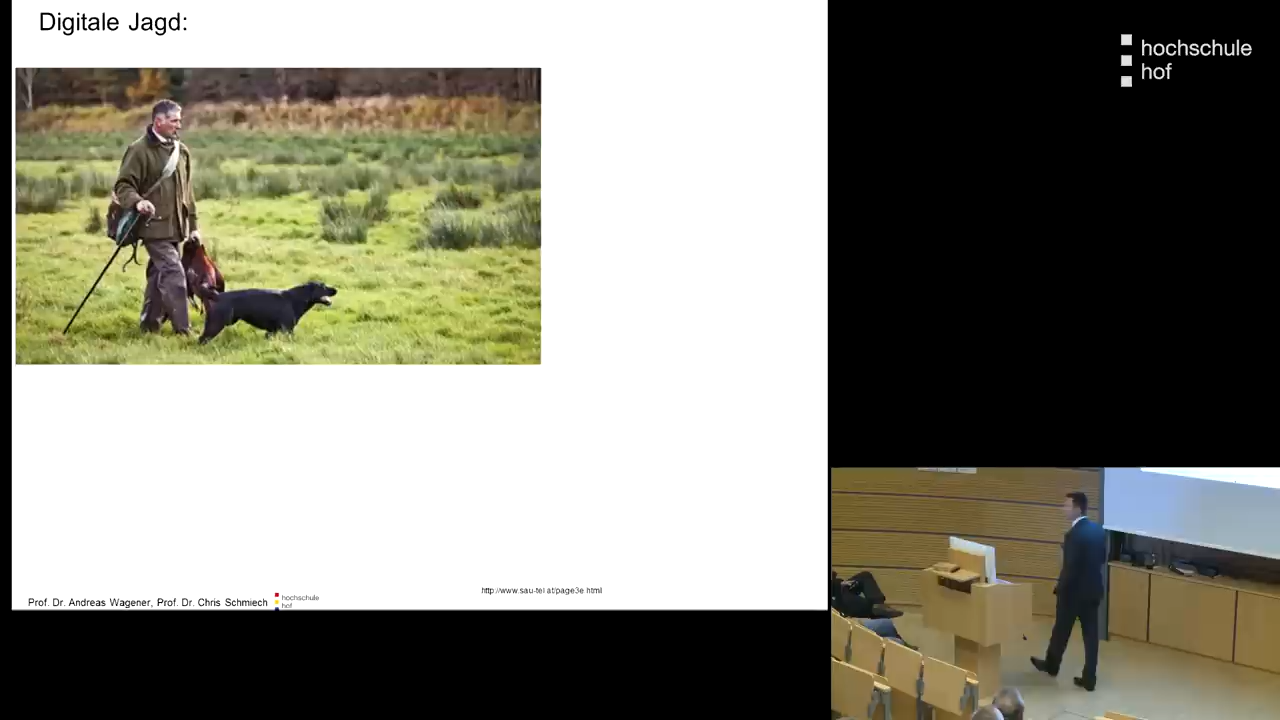 Digitale Jagd:
hochschule
hof
http://www.sau-tel.at/page3e.html
Prof. Dr. Andreas Wagener, Prof. Dr. Chris Schmiech
hochschule
hof